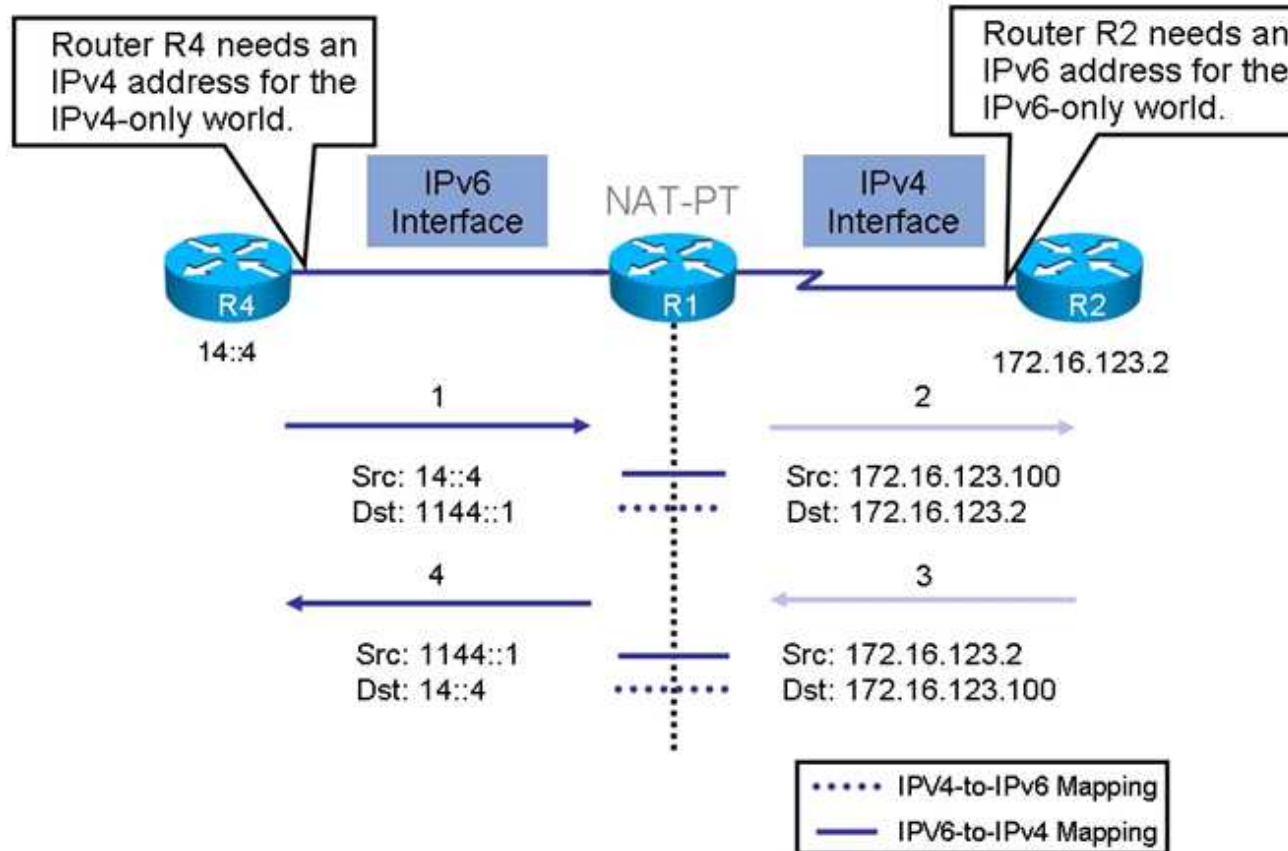 Router R4 needs an
IPv4 address for the
IPv4-only world.
Router R2 needs an
IPv6 address for the
IPv6-only world.
IPv6
Interface
NAT-PT
IPv4
Interface
R4
R1
R2
14::4
172.16.123.2
1
2
Src: 14::4
Dst: 1144::1
Src: 172.16.123.100
Dst: 172.16.123.2
4
3
Src: 1144::1
Dst: 14::4
Src: 172.16.123.2
Dst: 172.16.123.100
IPV4-to-IPv6 Mapping
IPV6-to-IPv4 Mapping